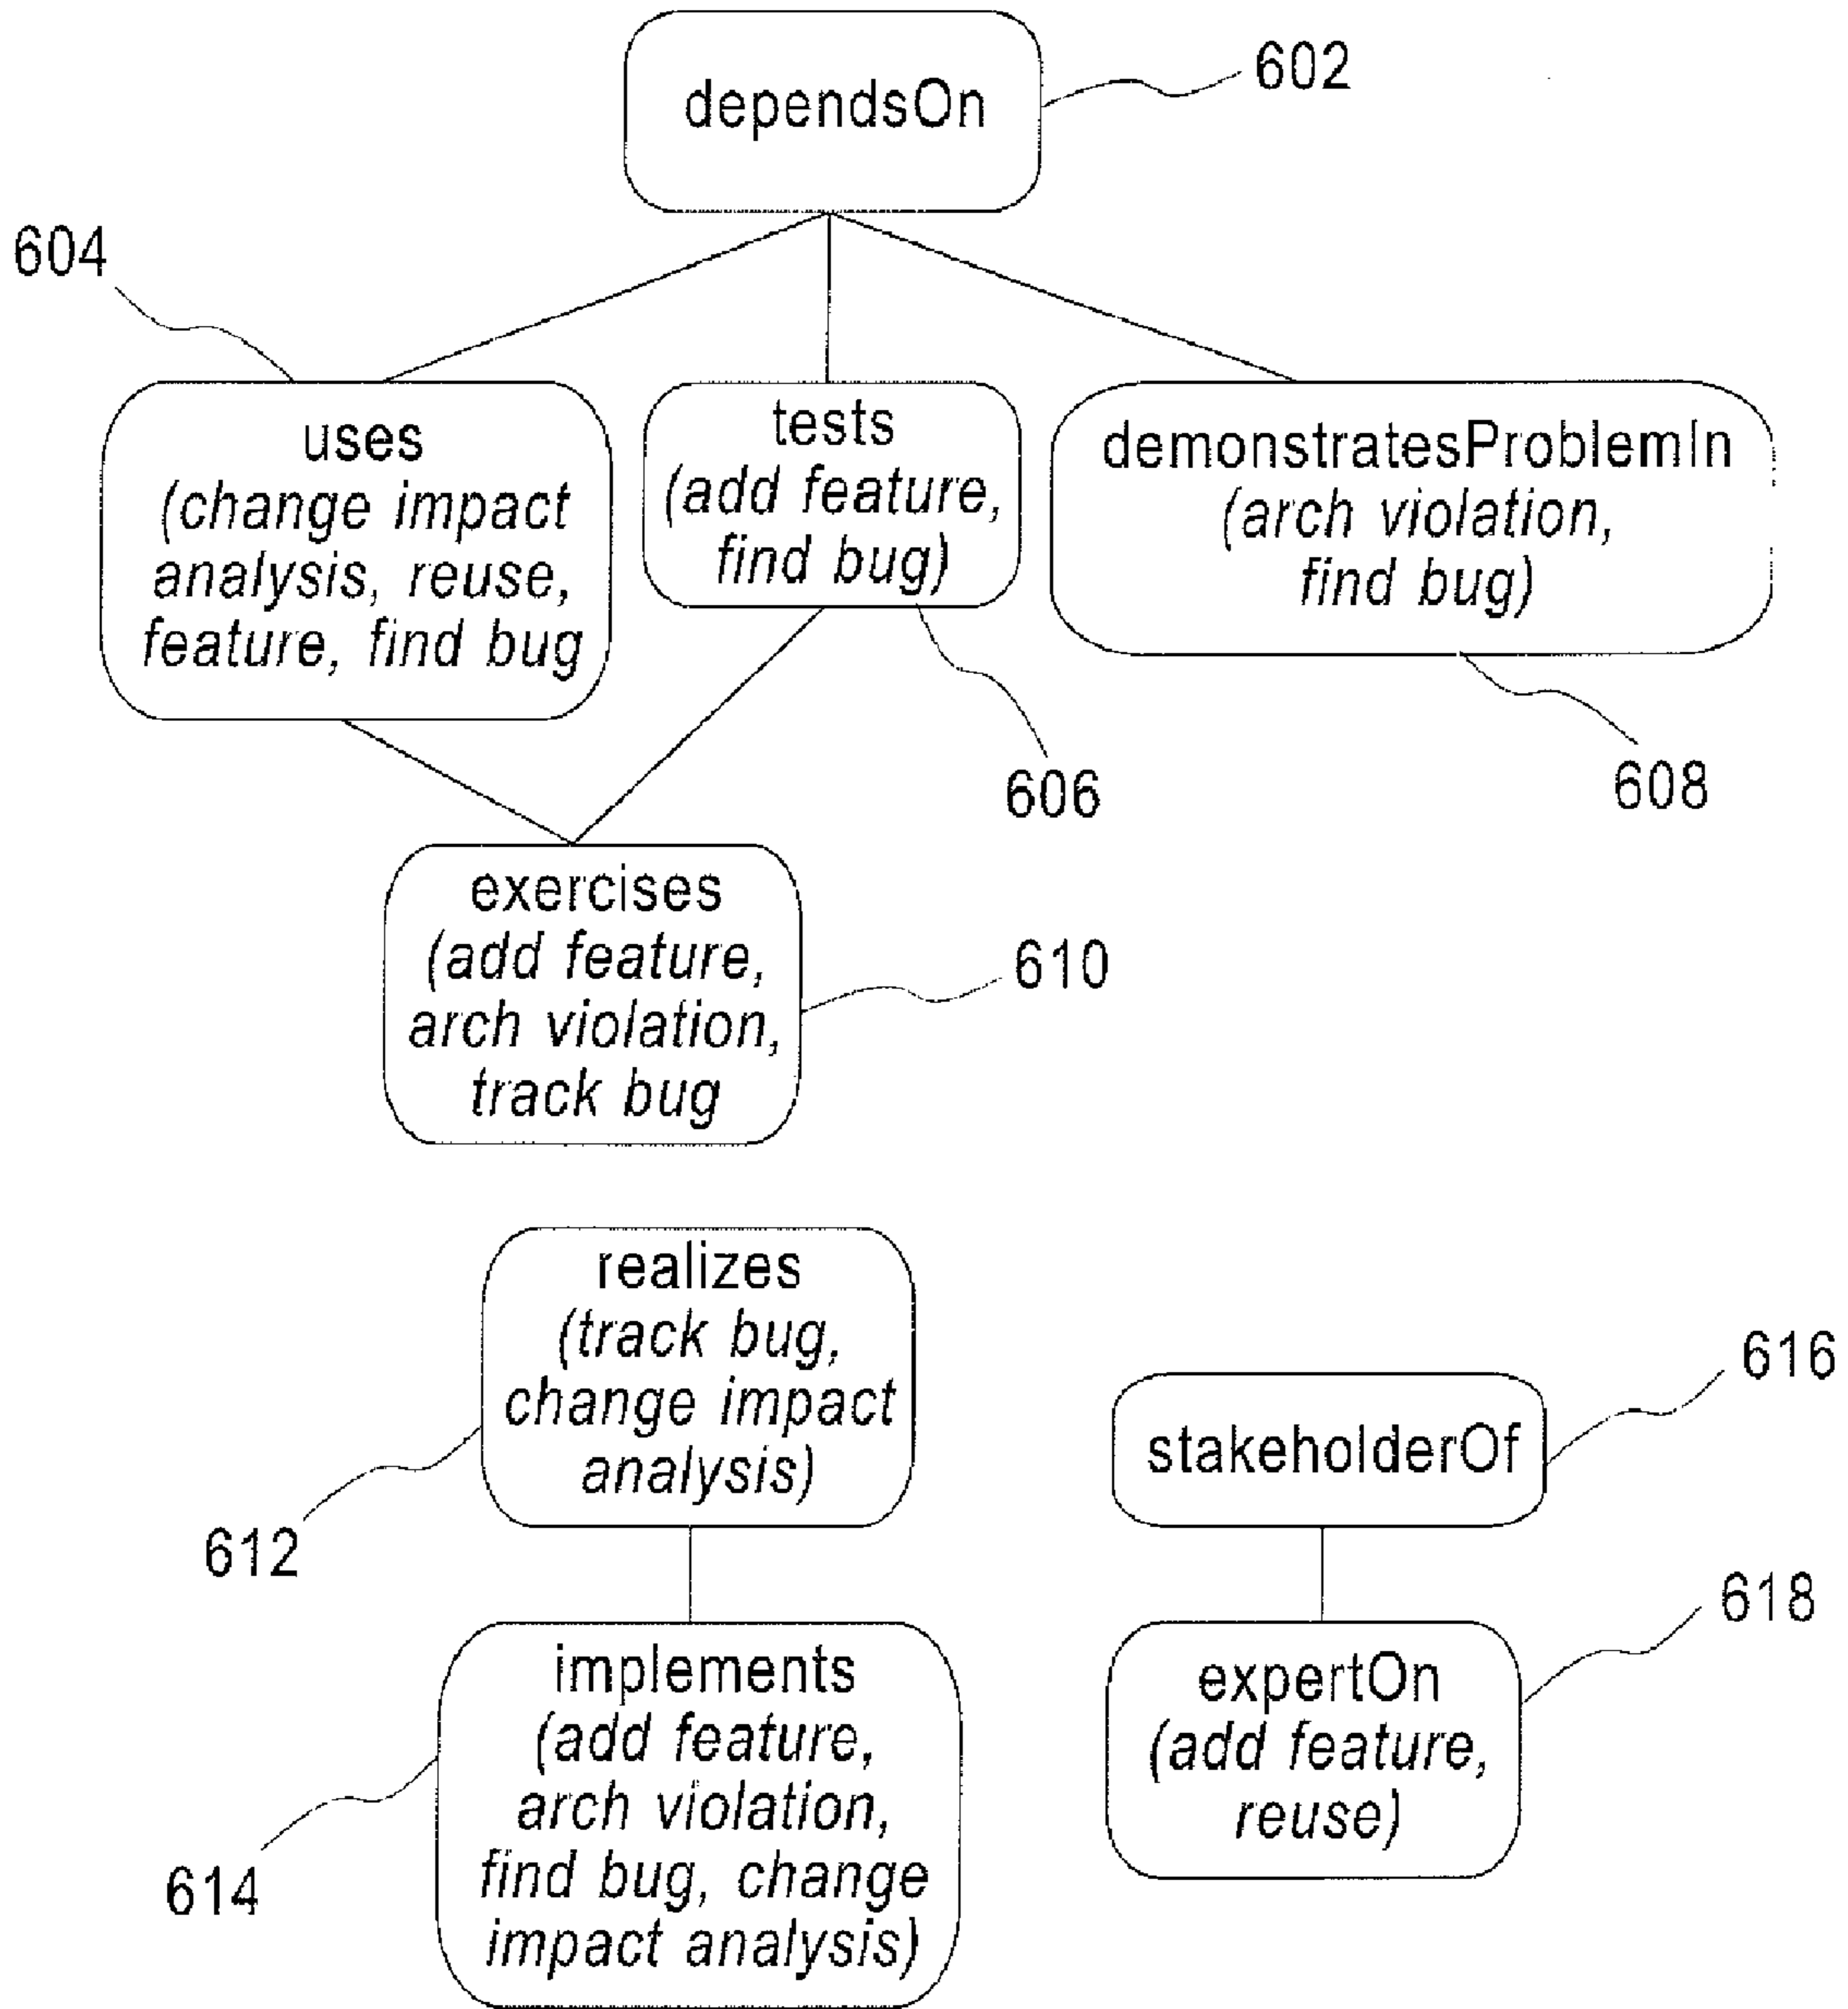 dependsOn
602
604
uses
(change impact
analysis, reuse,
feature, find bug
tests
(add feature,
find bug)
demonstratesProblemIn
(arch violation,
find bug)
606
608
exercises
(add feature,
arch violation,
track bug
610
realizes
(track bug,
change impact
analysis)
612
616
stakeholderOf
618
implements
(add feature,
arch violation,
find bug, change
impact analysis)
614
expertOn
(add feature,
reuse)